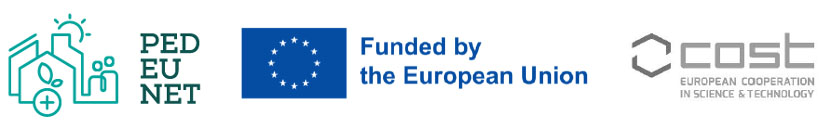 PED
EU
NET
Funded by
the European Union
cost
EUROPEAN COOPERATION
IN SCIENCE & TECHNOLOGY